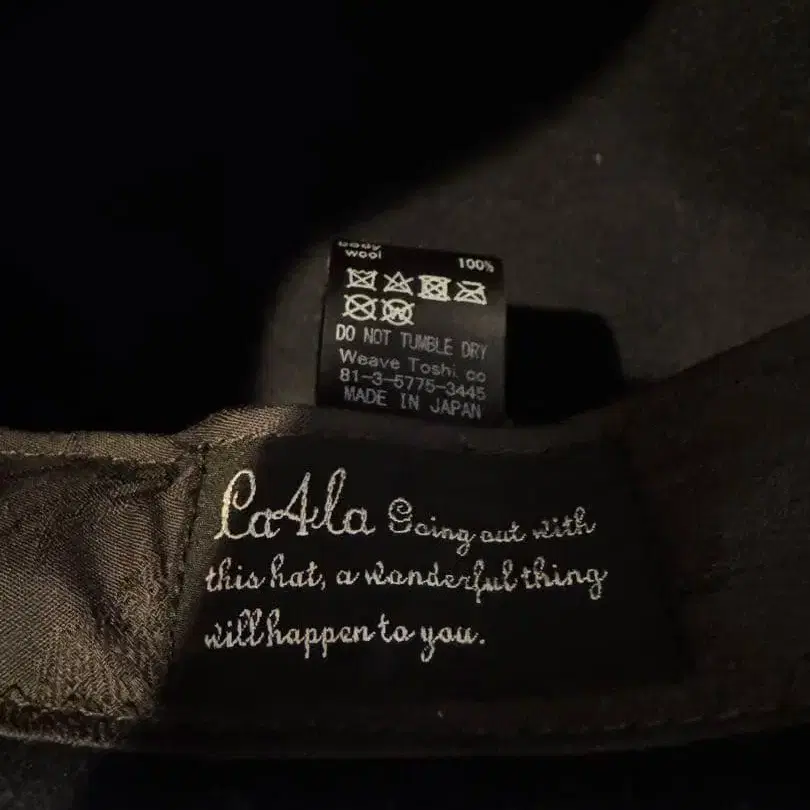 body
wool 100%
W
DO NOT TUMBLE DRY
Weave Toshi co
81-3-5775-3445
MADE IN JAPAN
Ca4la Going out with
this hat, a wonderful thing
will happen to you.